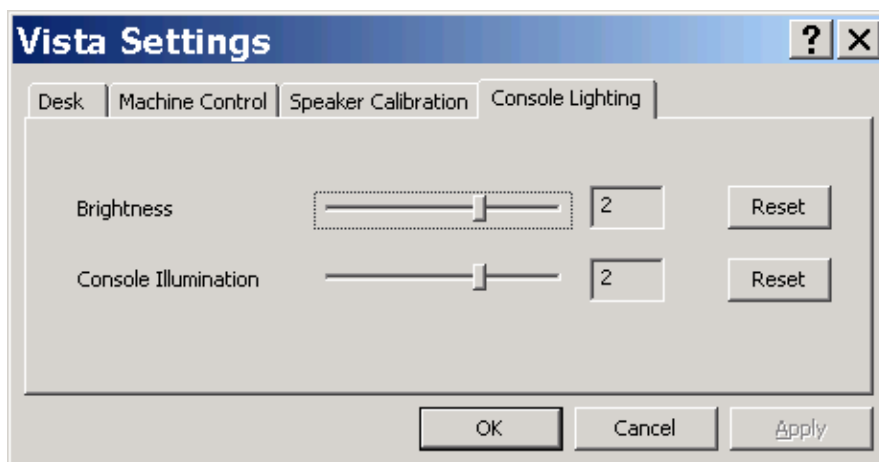 Vista Settings
?
Desk Machine Control Speaker Calibration Console Lighting
Brightness 2 Reset
Console Illumination 2 Reset
OK Cancel Apply